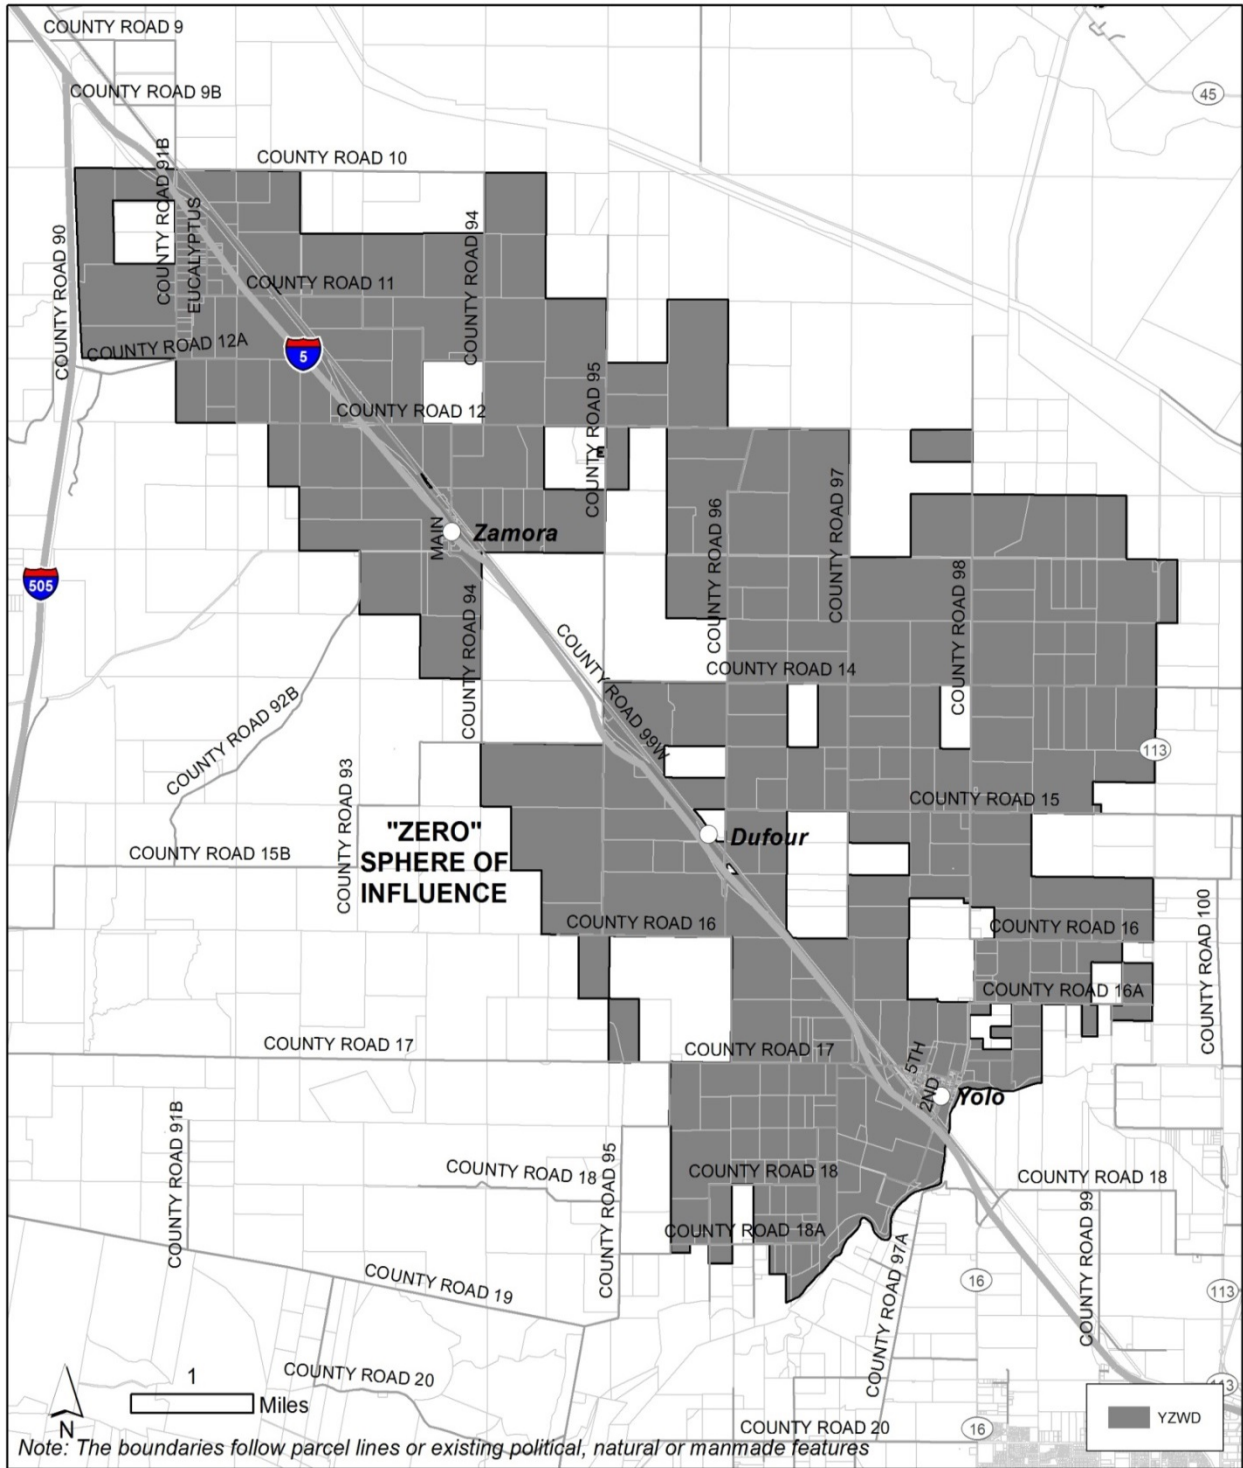 COUNTY ROAD 9
COUNTY ROAD 9B
45
COUNTY ROAD 10
COUNTY ROAD 91B
EUCALYPTUS
COUNTY ROAD 90
COUNTY ROAD 94
COUNTY ROAD 11
COUNTY ROAD 12A
5
COUNTY ROAD 95
COUNTY ROAD 12
COUNTY ROAD 97
COUNTY ROAD 96
MAIN
Zamora
505
COUNTY ROAD 98
COUNTY ROAD 94
COUNTY ROAD 14
COUNTY ROAD 99W
COUNTY ROAD 92B
113
COUNTY ROAD 93
COUNTY ROAD 15
"ZERO"
SPHERE OF
INFLUENCE
Dufour
COUNTY ROAD 15B
COUNTY ROAD 16
COUNTY ROAD 16
COUNTY ROAD 100
COUNTY ROAD 16A
COUNTY ROAD 17
COUNTY ROAD 17
5TH
2ND
Yolo
COUNTY ROAD 91B
COUNTY ROAD 18
COUNTY ROAD 95
COUNTY ROAD 18
COUNTY ROAD 18
COUNTY ROAD 18A
COUNTY ROAD 99
COUNTY ROAD 97A
16
113
COUNTY ROAD 19
COUNTY ROAD 20
113
1
Miles
N
COUNTY ROAD 20
16
YZWD
Note: The boundaries follow parcel lines or existing political, natural or manmade features